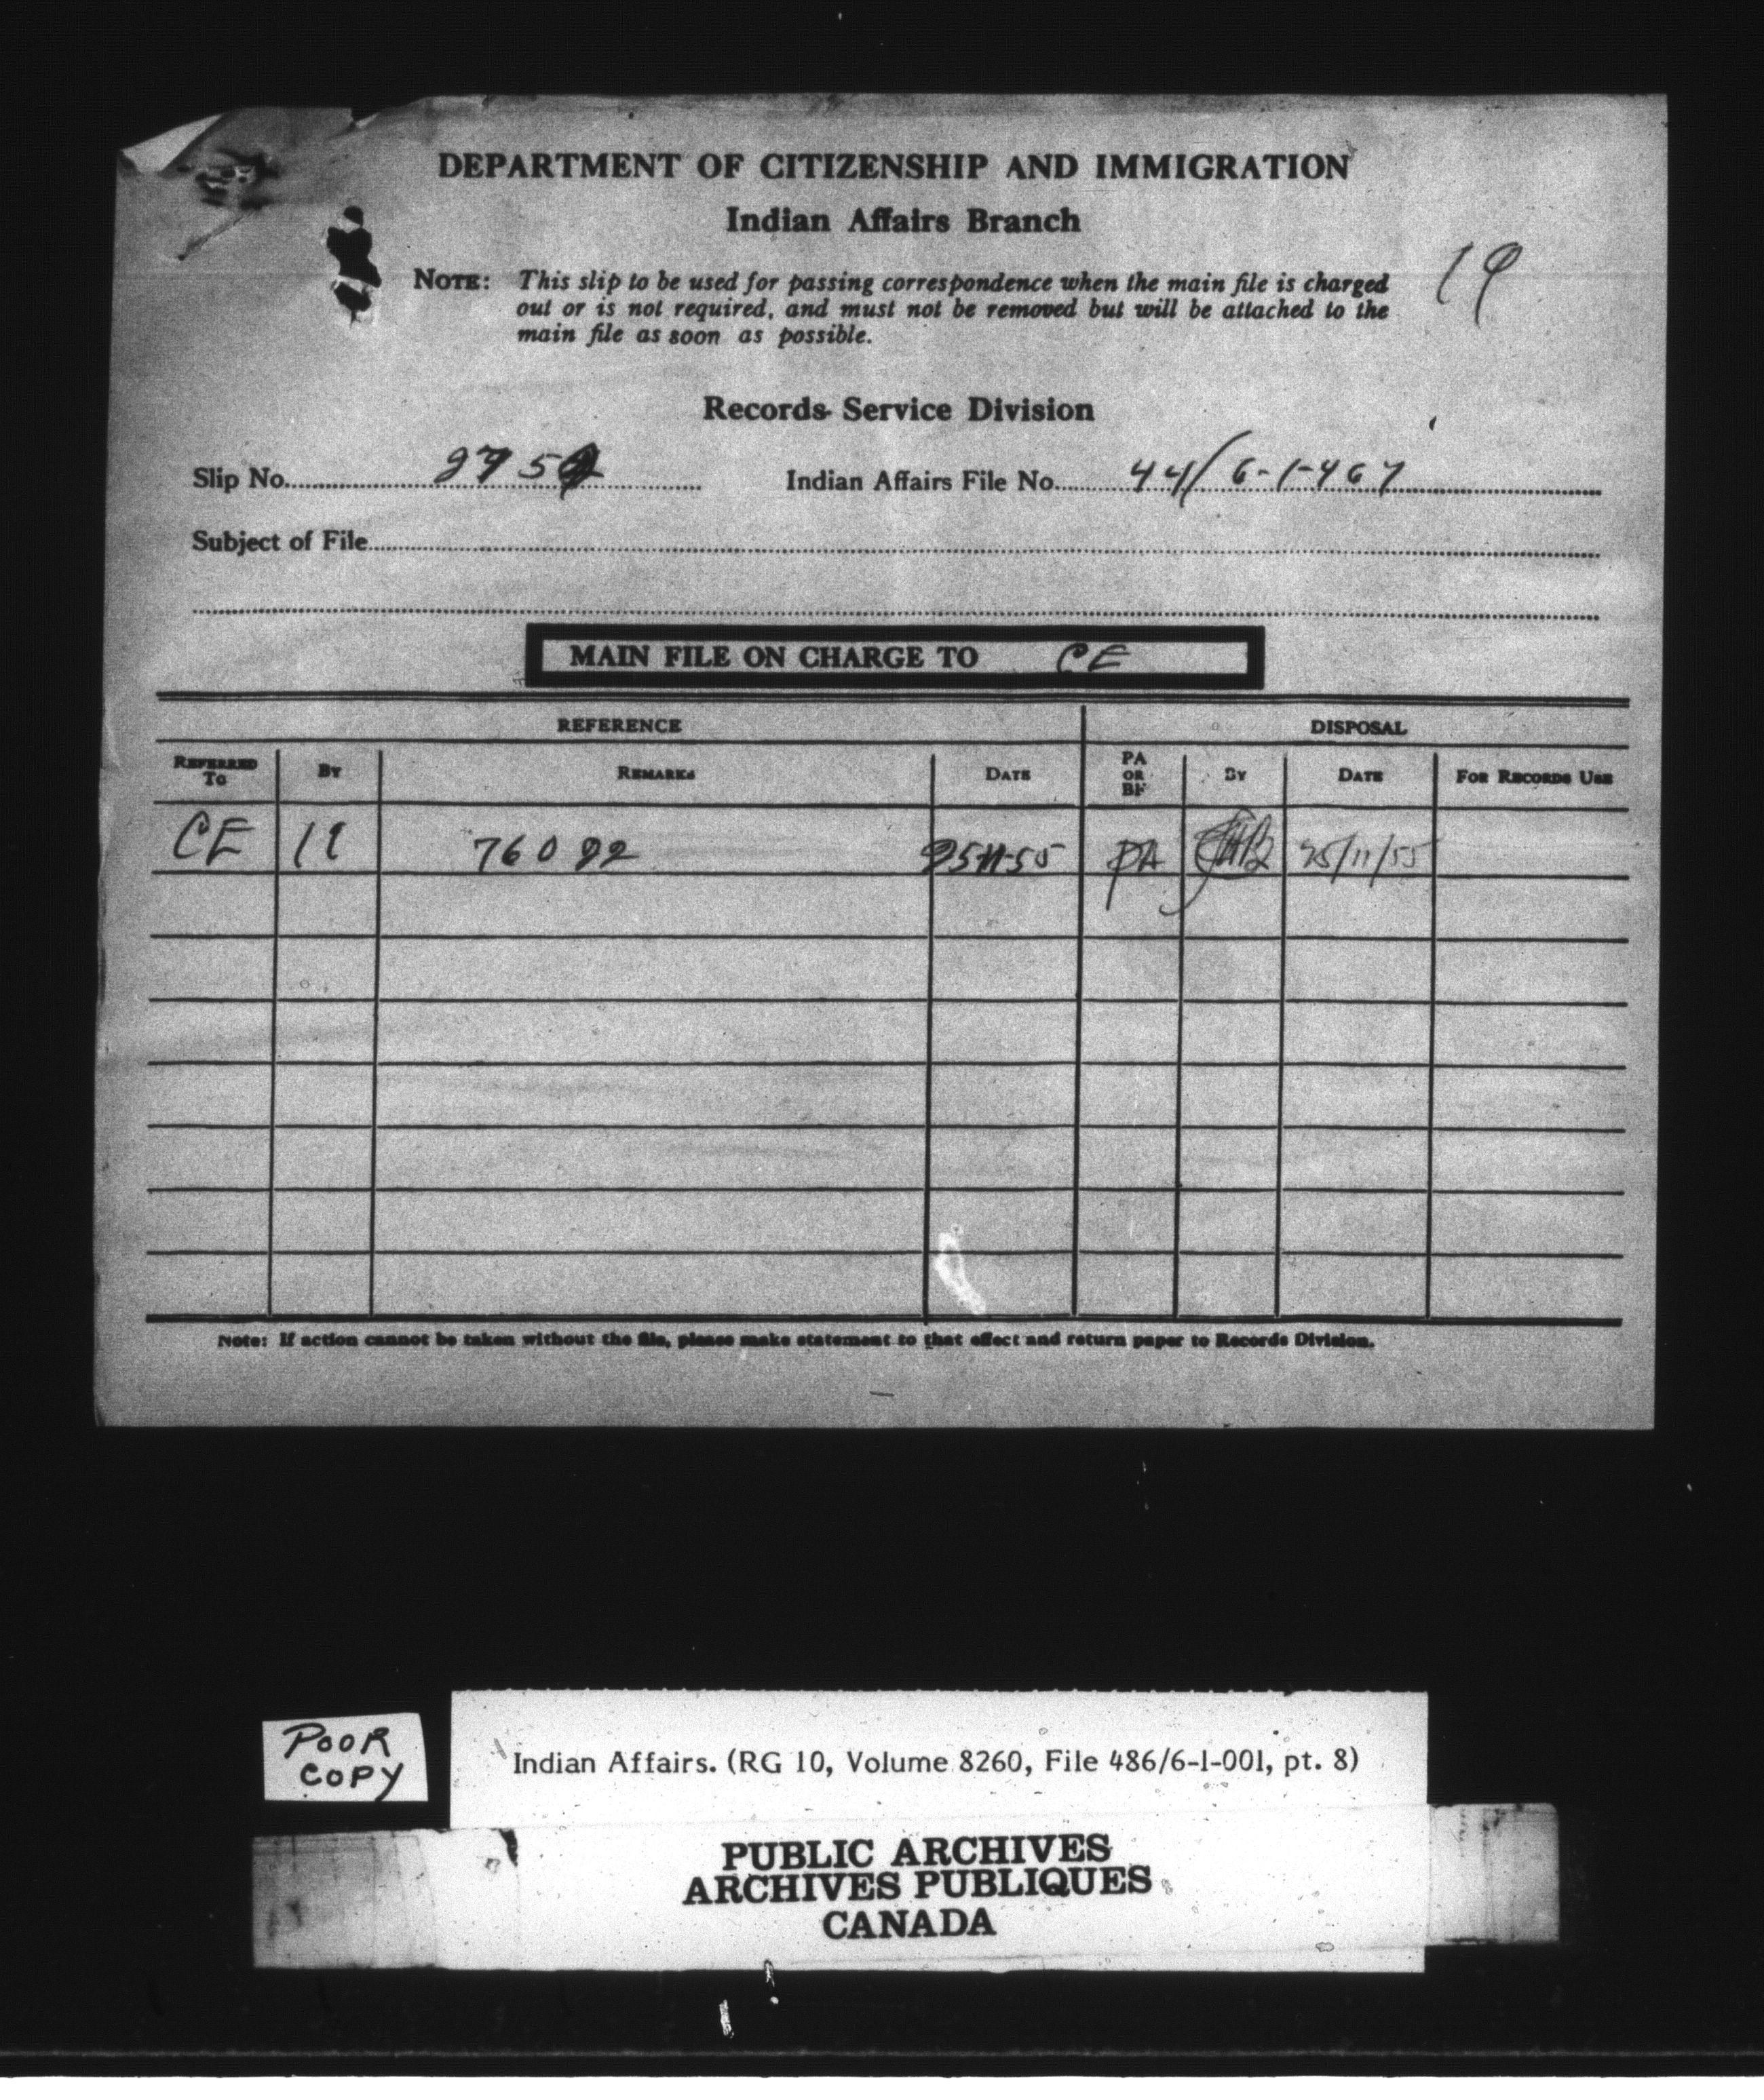 DEPARTMENT OF CITIZENSHIP AND IMMIGRATION
Indian Affairs Branch
19
NOTE: This slip to be used for passing correspondence when the main file is charged
out or is not required, and must not be removed but will be attached to the
main file as soon as possible.
Records Service Division
Slip No. Indian Affairs File No. 44/6-1-467
Subject of File
MAIN FILE ON CHARGE TO CE
REFERENCE DISPOSAL
REFERRED TO BY REMARKS DATE PA OR BF BY DATE FOR RECORDS USE
CE 11 76092 25-11-55 PA 25/11/55
Note: If action cannot be taken without the file, please make statement to that effect and return paper to Records Division.
POOR
COPY
Indian Affairs. (RG 10, Volume 8260, File 486/6-1-001, pt. 8)
PUBLIC ARCHIVES
ARCHIVES PUBLIQUES
CANADA